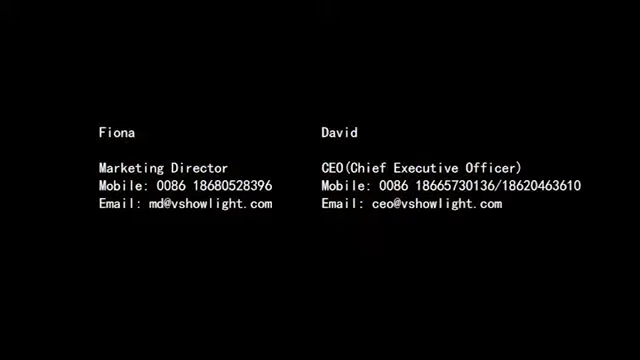 Fiona
Marketing Director
Mobile: 0086 18680528396
Email: md@vshowlight.com
David
CEO(Chief Executive Officer)
Mobile: 0086 18665730136/18620463610
Email: ceo@vshowlight.com